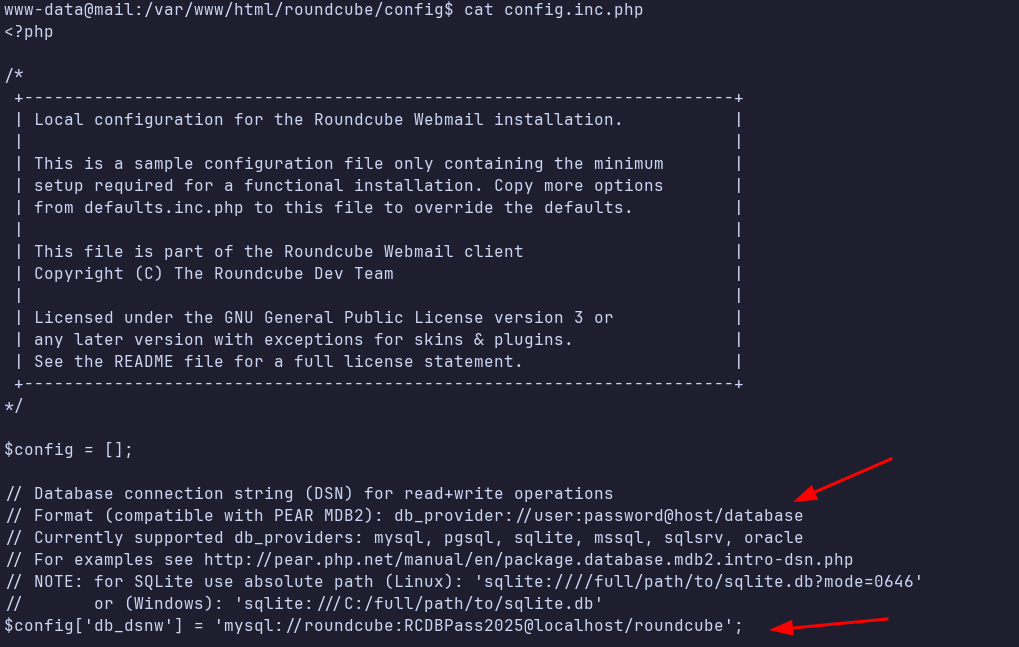 www-data@mail:/var/www/html/roundcube/config$ cat config.inc.php
<?php
/*
+-----------------------------------------------------------------------+
| Local configuration for the Roundcube Webmail installation.           |
|                                                                       |
| This is a sample configuration file only containing the minimum       |
| setup required for a functional installation. Copy more options       |
| from defaults.inc.php to this file to override the defaults.          |
|                                                                       |
| This file is part of the Roundcube Webmail client                     |
| Copyright (C) The Roundcube Dev Team                                  |
|                                                                       |
| Licensed under the GNU General Public License version 3 or            |
| any later version with exceptions for skins & plugins.                |
| See the README file for a full license statement.                     |
+-----------------------------------------------------------------------+
*/
$config = [];
// Database connection string (DSN) for read+write operations
// Format (compatible with PEAR MDB2): db_provider://user:password@host/database
// Currently supported db_providers: mysql, pgsql, sqlite, mssql, sqlsrv, oracle
// For examples see http://pear.php.net/manual/en/package.database.mdb2.intro-dsn.php
// NOTE: for SQLite use absolute path (Linux): 'sqlite:////full/path/to/sqlite.db?mode=0646'
//       or (Windows): 'sqlite:///C:/full/path/to/sqlite.db'
$config['db_dsnw'] = 'mysql://roundcube:RCDBPass2025@localhost/roundcube';